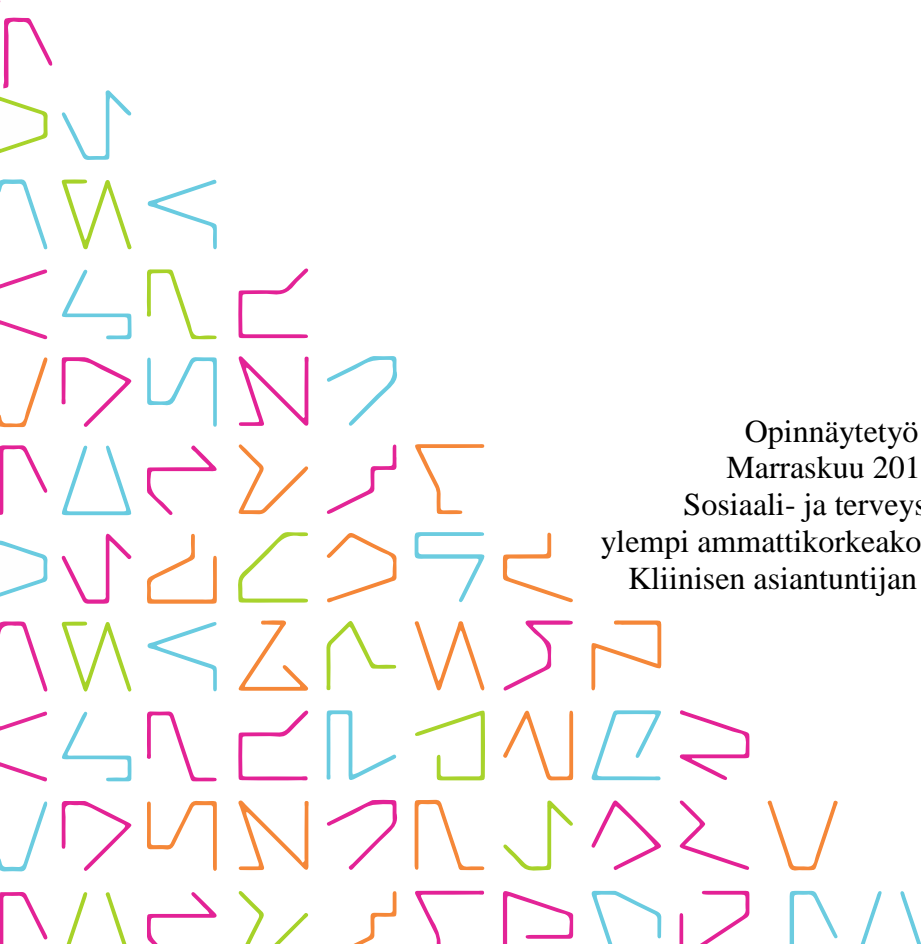 Opinnäytetyö
Marraskuu 201
Sosiaali- ja terveys
ylempi ammattikorkeako
Kliinisen asiantuntijan